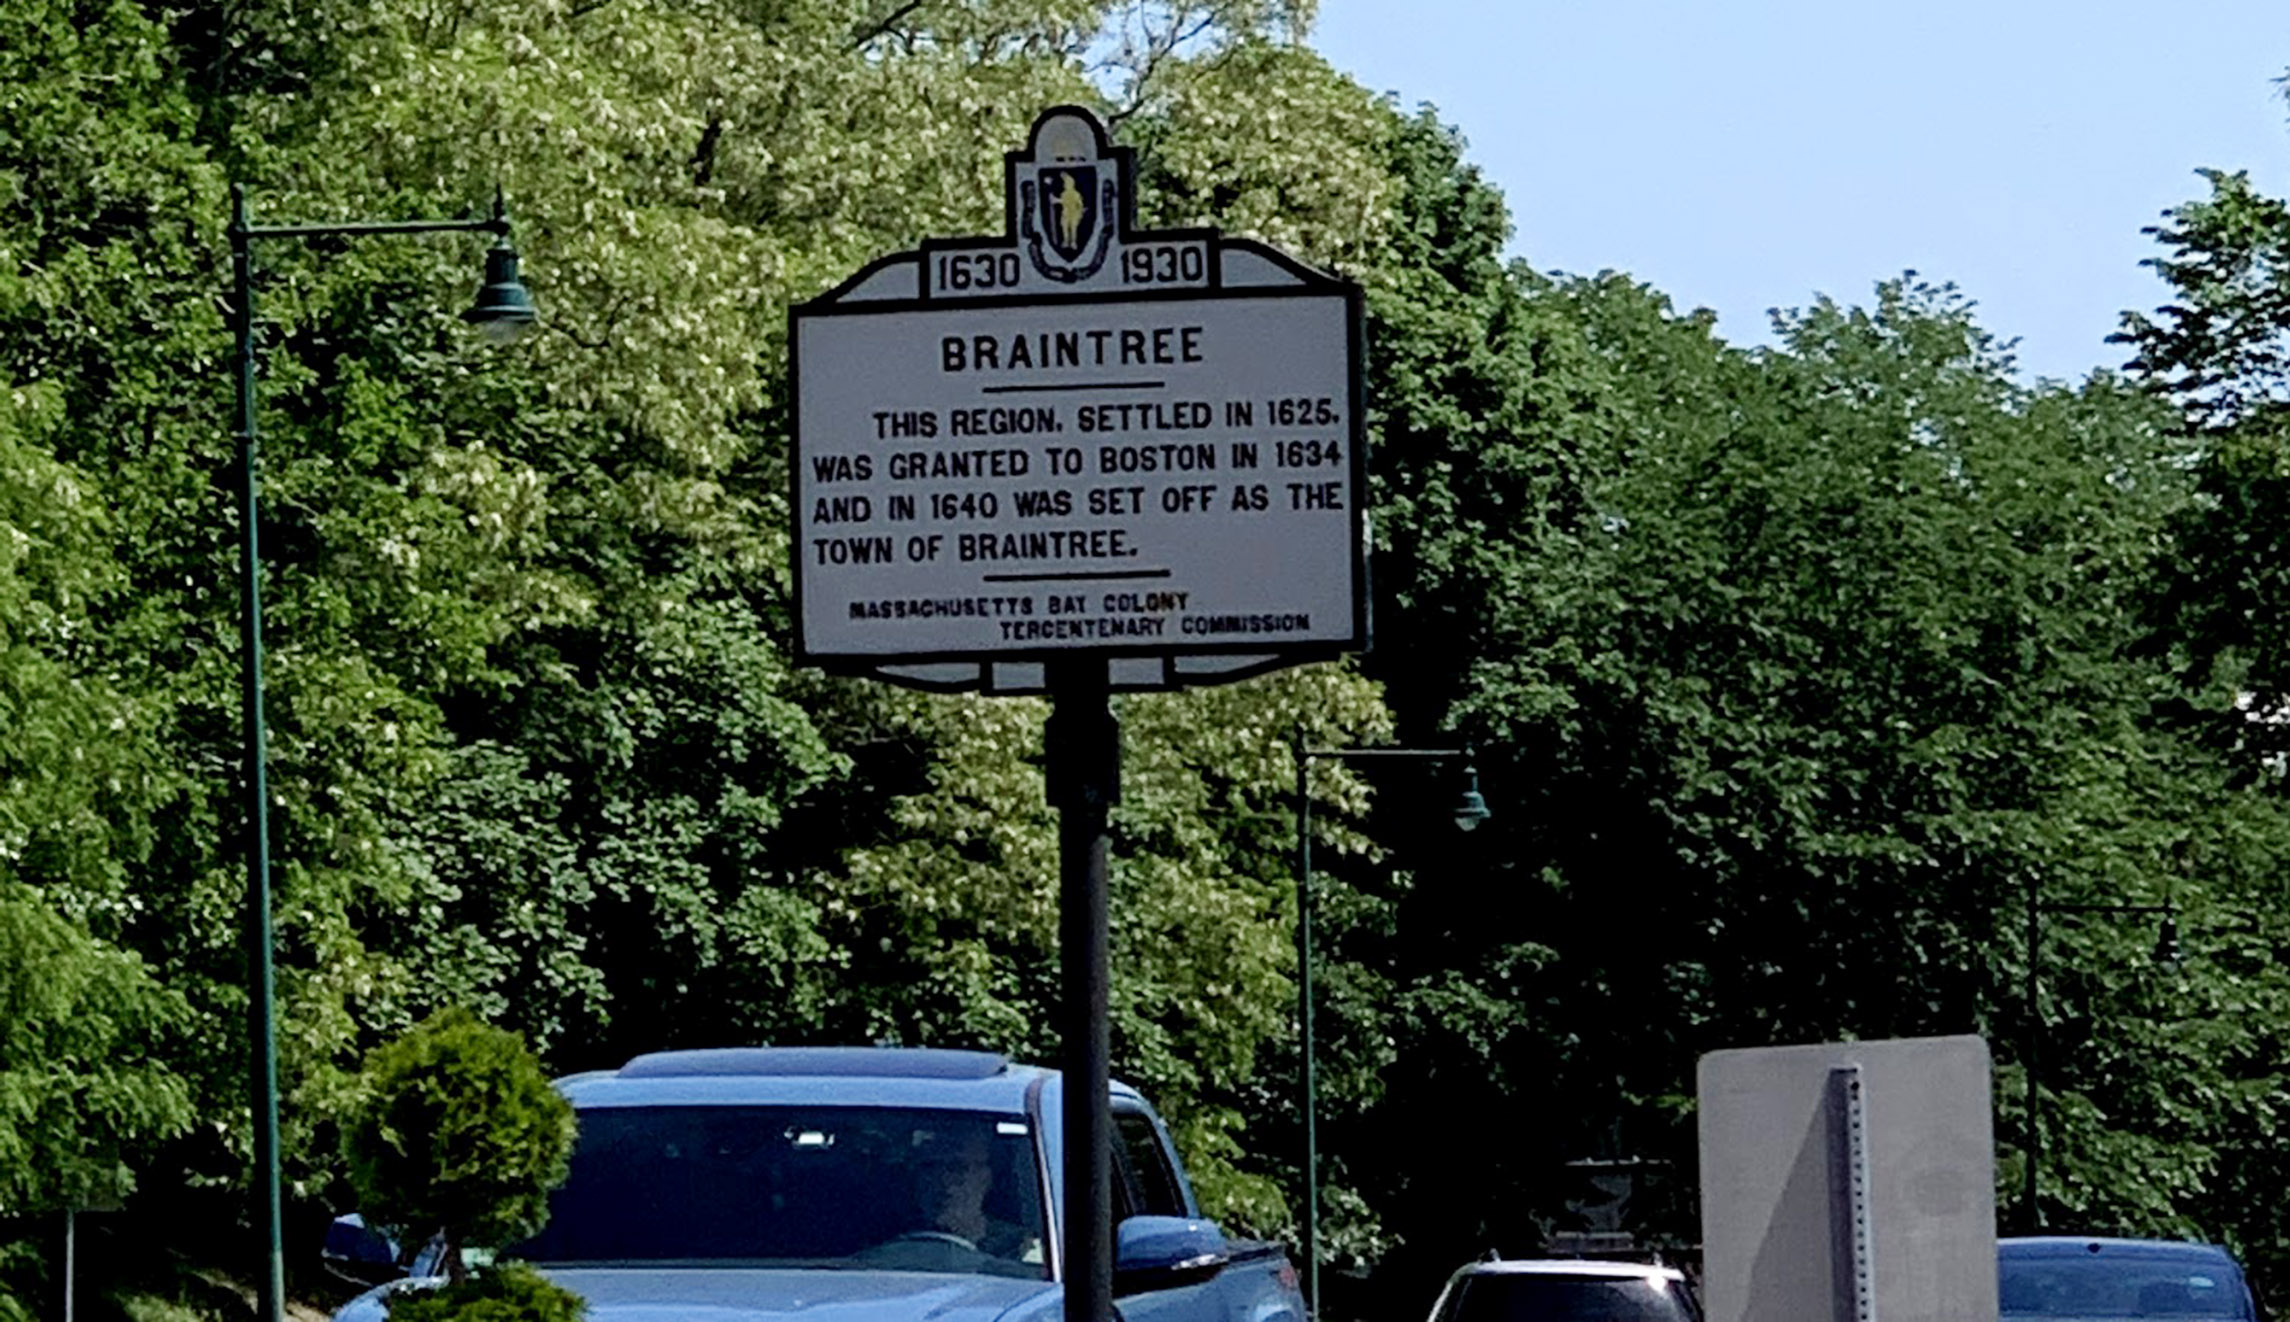 1630 1930
BRAINTREE
THIS REGION, SETTLED IN 1625,
WAS GRANTED TO BOSTON IN 1634
AND IN 1640 WAS SET OFF AS THE
TOWN OF BRAINTREE.
MASSACHUSETTS BAY COLONY
TERCENTENARY COMMISSION